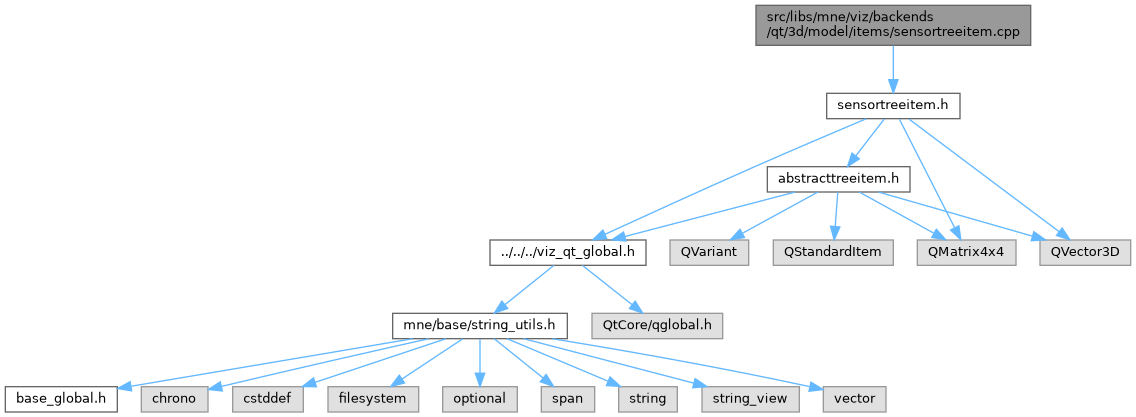 src/libs/mne/viz/backends
/qt/3d/model/items/sensortreeitem.cpp
sensortreeitem.h
abstracttreeitem.h
../../../viz_qt_global.h
QVariant
QStandardItem
QMatrix4x4
QVector3D
mne/base/string_utils.h
QtCore/qglobal.h
base_global.h
chrono
cstddef
filesystem
optional
span
string
string_view
vector